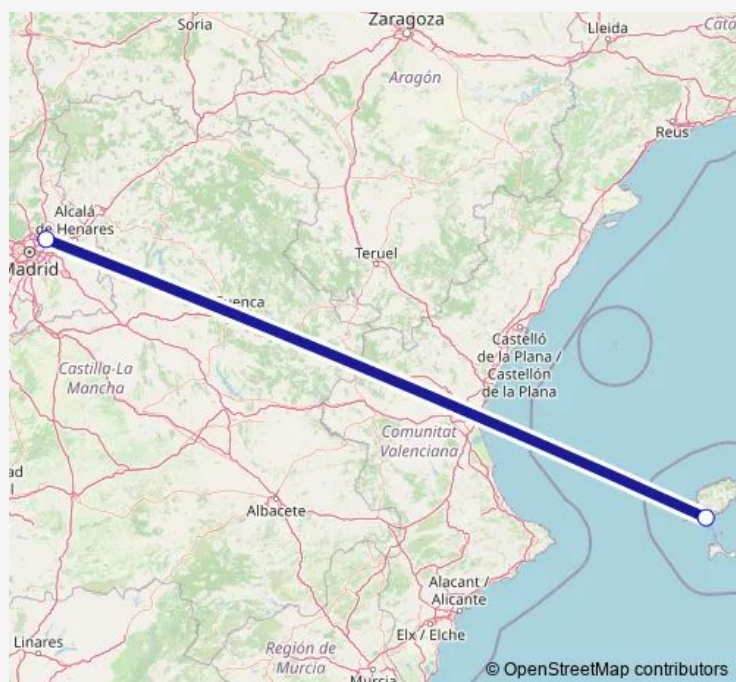 Zaragoza
Soria
Lleida
Cata
Aragón
Reus
Alcalá
de Henares
Madrid
Teruel
Cuenca
Castelló
de la Plana /
Castellón
de la Plana
Castilla-La
Mancha
Comunitat
Valenciana
ad
l
Albacete
Alacant /
Alicante
Elx / Elche
Linares
Región de
Murcia
Murcia
© OpenStreetMap contributors